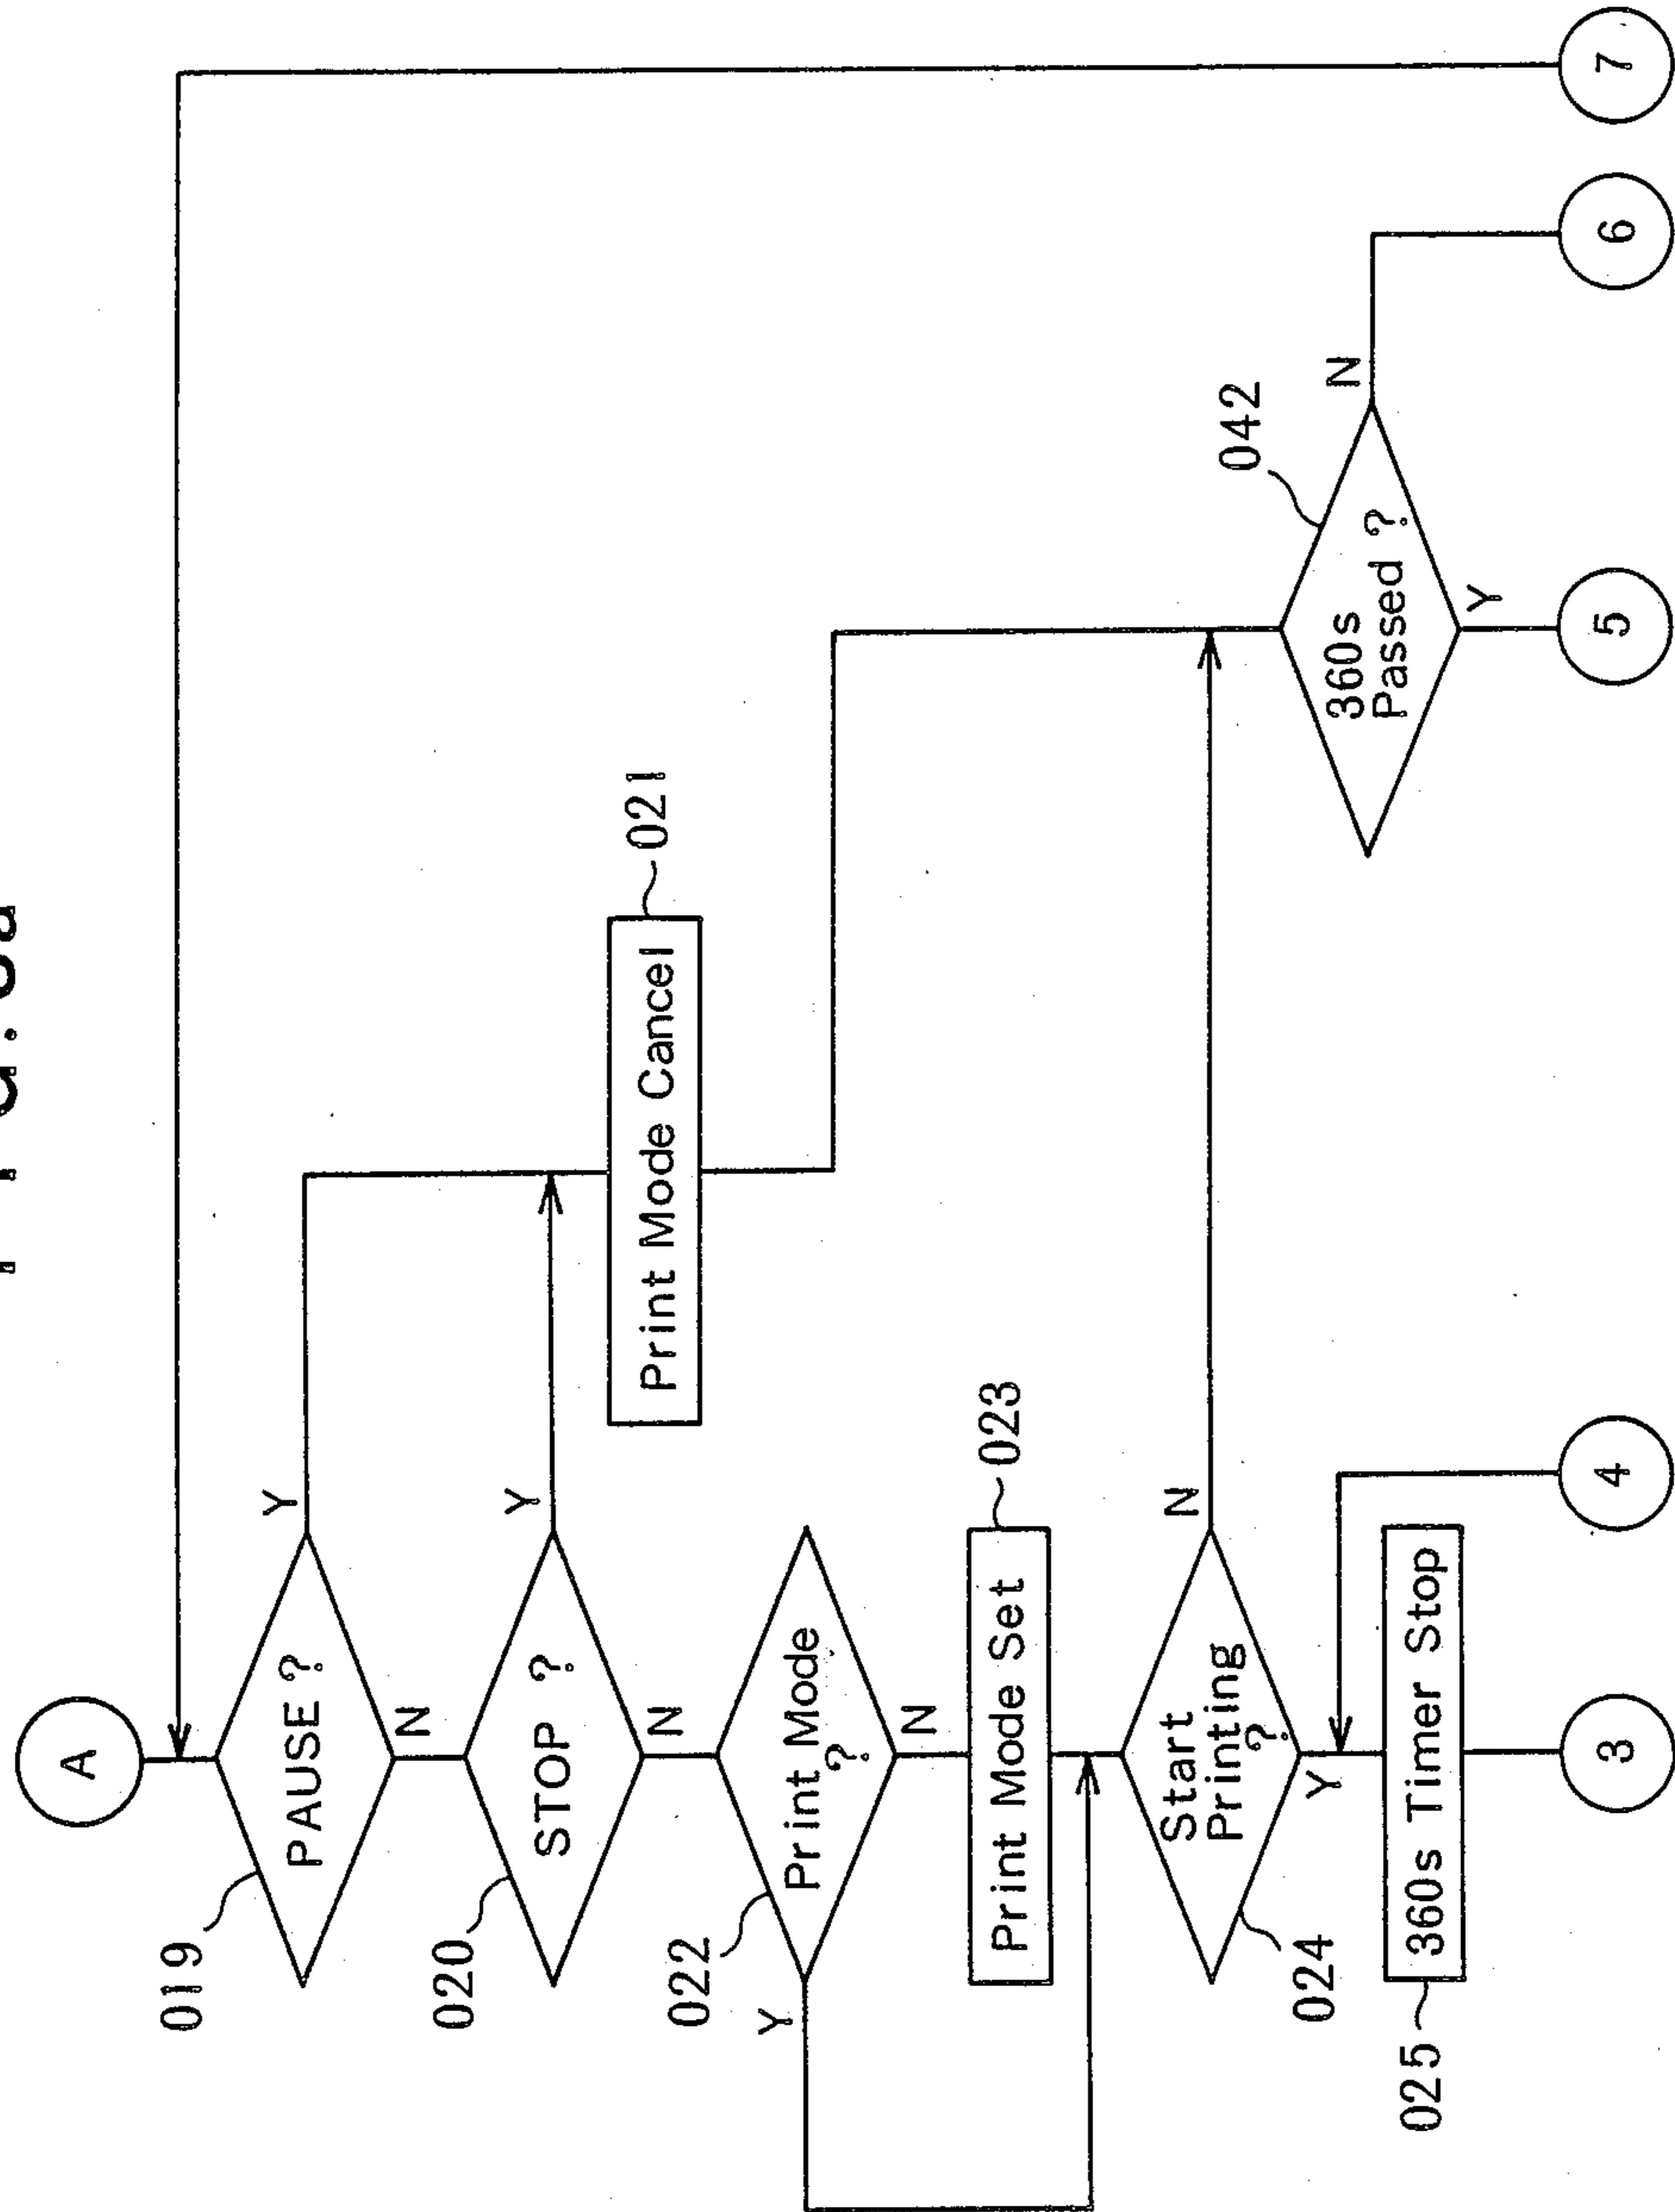 A
019
PAUSE ?
Y
N
020
STOP ?
Y
N
Print Mode Cancel
021
022
Print Mode
?
Y
N
Print Mode Set
023
Start
Printing
?
024
N
Y
360s
Passed ?
042
N
Y
025
360s Timer Stop
3
4
5
6
7